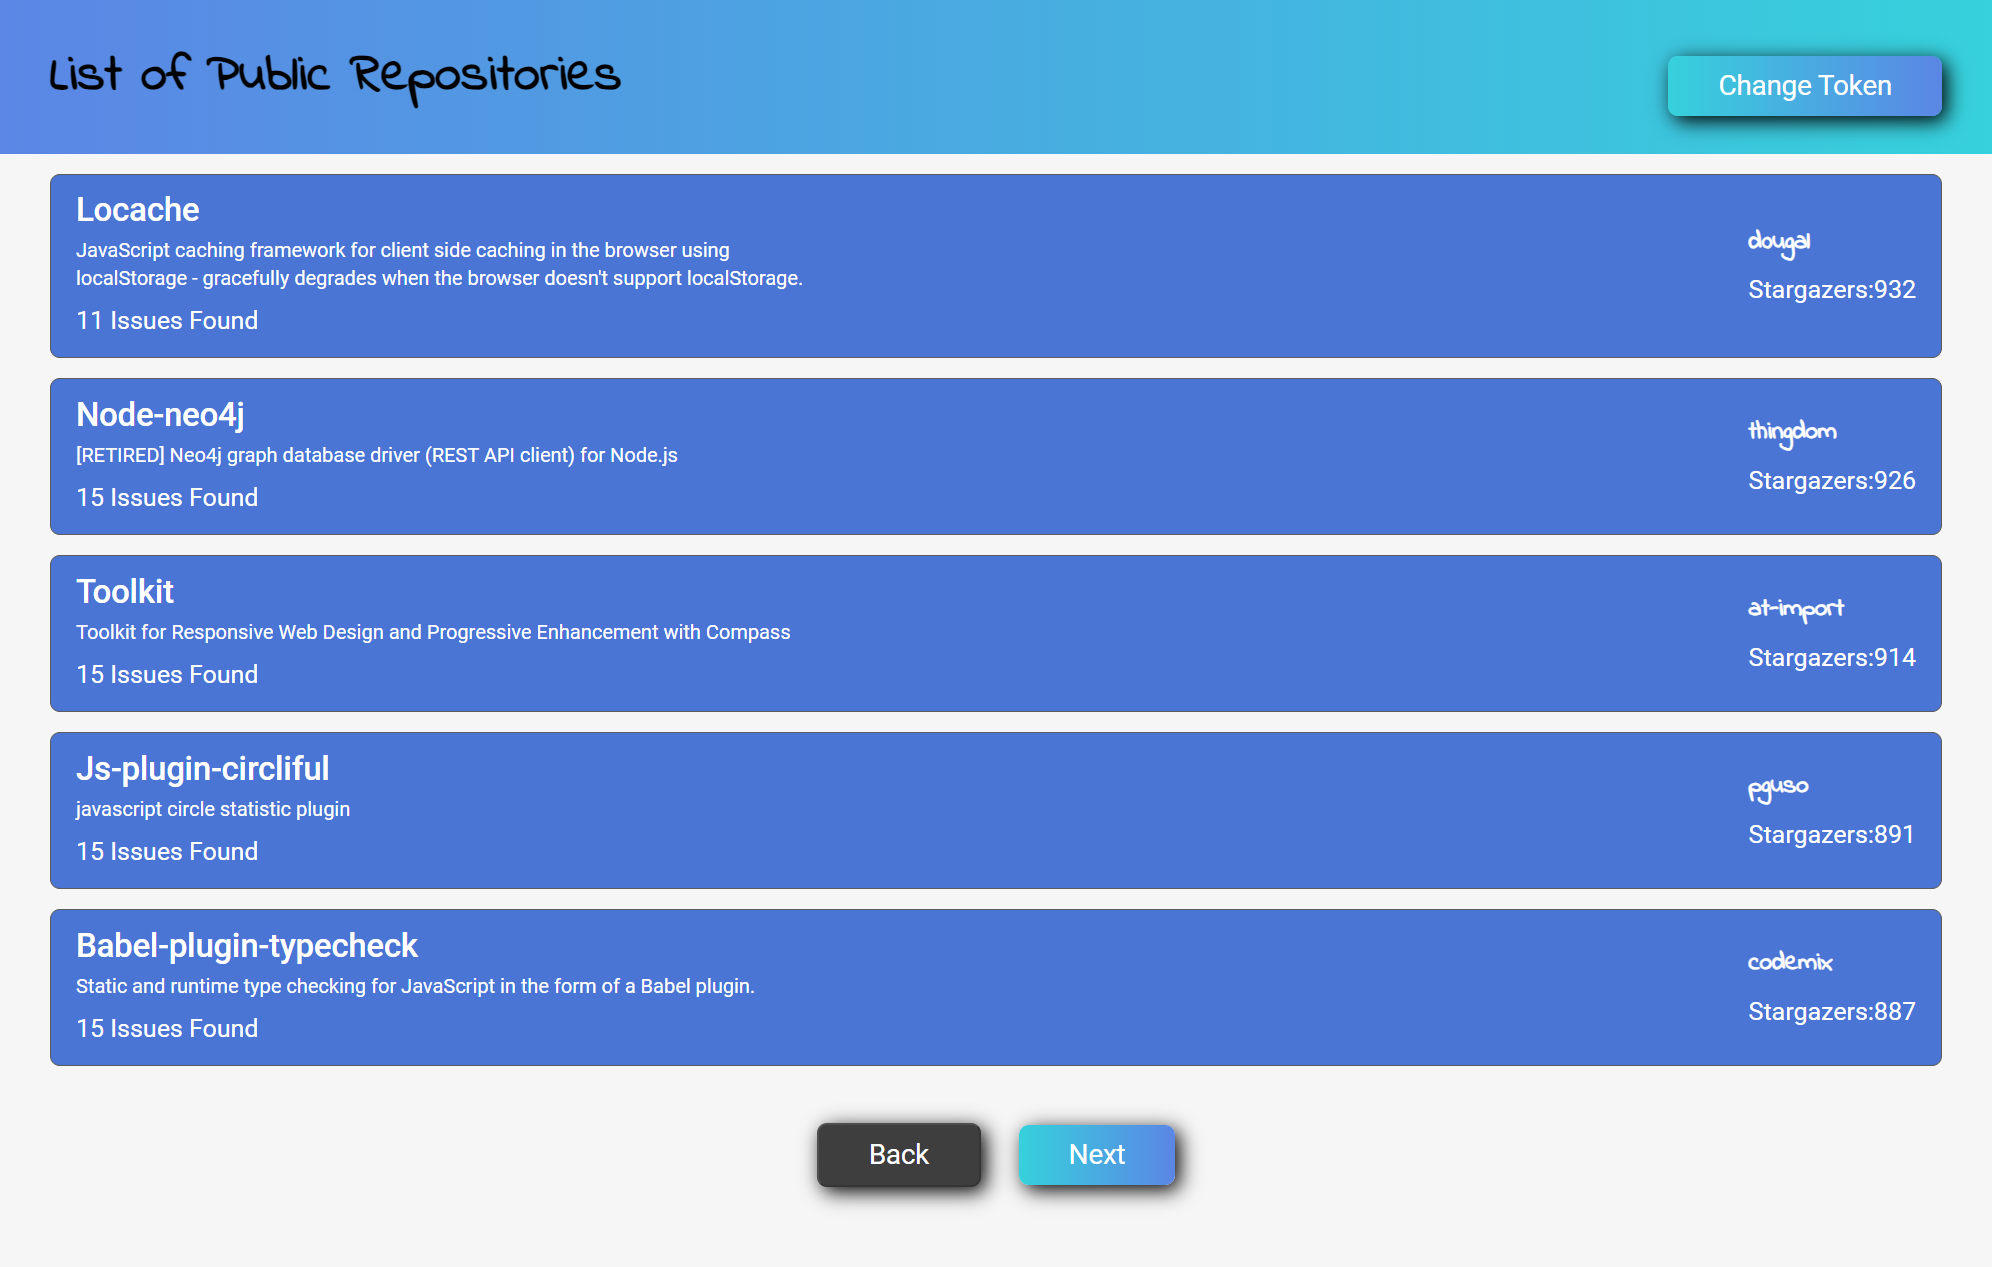 List of Public Repositories
Change Token
Locache
JavaScript caching framework for client side caching in the browser using
localStorage - gracefully degrades when the browser doesn't support localStorage.
11 Issues Found
dougal
Stargazers:932
Node-neo4j
[RETIRED] Neo4j graph database driver (REST API client) for Node.js
15 Issues Found
thingdom
Stargazers:926
Toolkit
Toolkit for Responsive Web Design and Progressive Enhancement with Compass
15 Issues Found
at-import
Stargazers:914
Js-plugin-circliful
javascript circle statistic plugin
15 Issues Found
pguso
Stargazers:891
Babel-plugin-typecheck
Static and runtime type checking for JavaScript in the form of a Babel plugin.
15 Issues Found
codemix
Stargazers:887
Back
Next